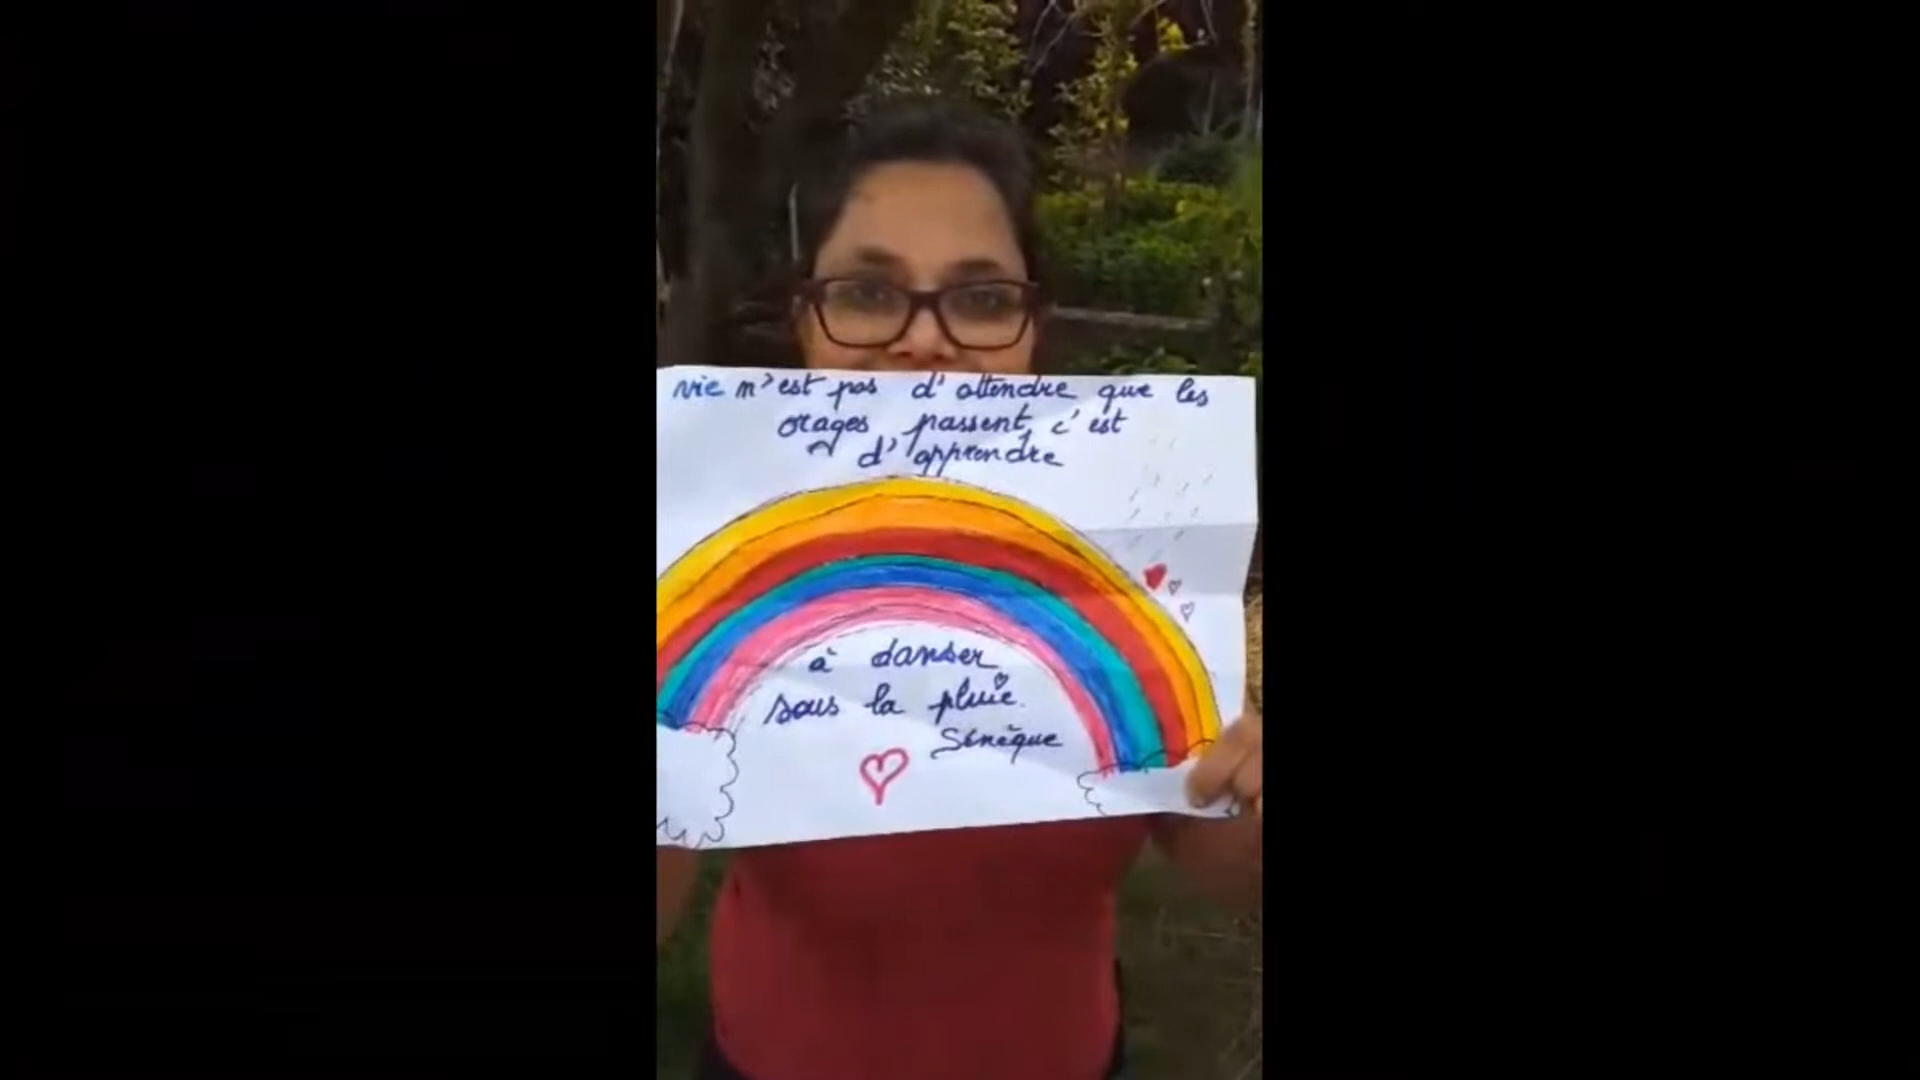 vie n'est pas d'attendre que les
orages passent, c'est
d'apprendre
à danser
sous la pluie.
Sénèque